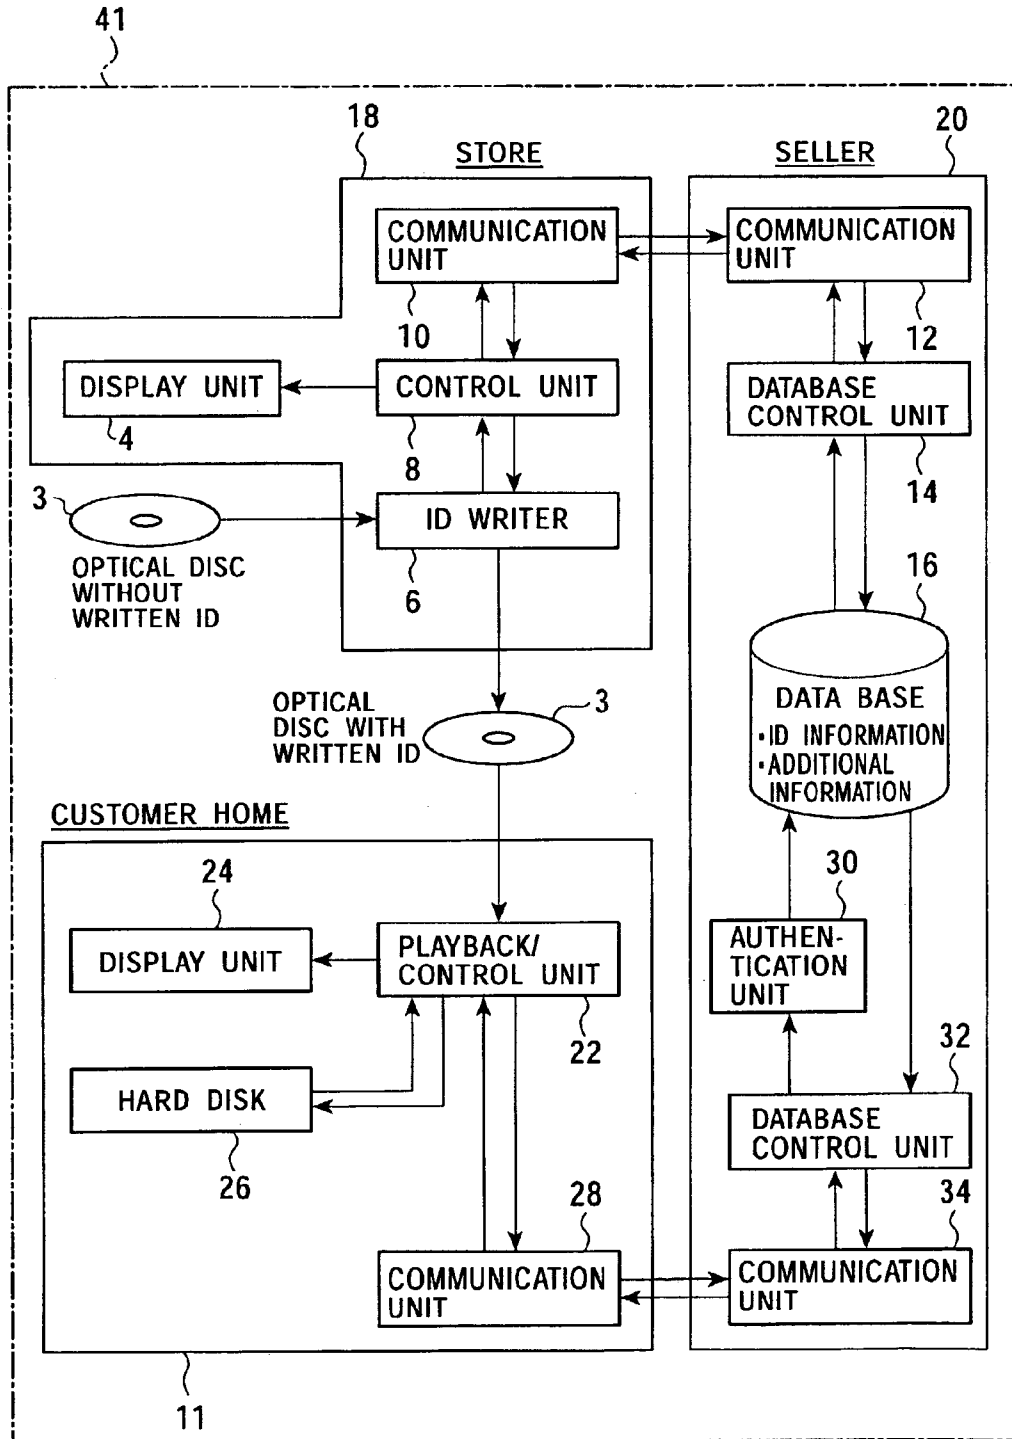 41
18
STORE
SELLER
20
COMMUNICATION
UNIT
10
COMMUNICATION
UNIT
12
DISPLAY UNIT
4
CONTROL UNIT
8
DATABASE
CONTROL UNIT
14
3
OPTICAL DISC
WITHOUT
WRITTEN ID
ID WRITER
6
16
DATA BASE
・ID INFORMATION
・ADDITIONAL
INFORMATION
OPTICAL
DISC WITH
WRITTEN ID
3
CUSTOMER HOME
24
DISPLAY UNIT
PLAYBACK/
CONTROL UNIT
22
30
AUTHEN-
TICATION
UNIT
HARD DISK
26
32
DATABASE
CONTROL UNIT
28
COMMUNICATION
UNIT
34
COMMUNICATION
UNIT
11